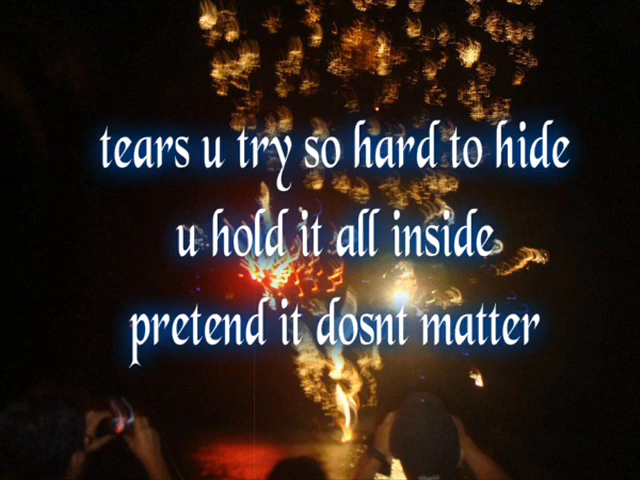 tears u try so hard to hide
u hold it all inside
pretend it dosnt matter